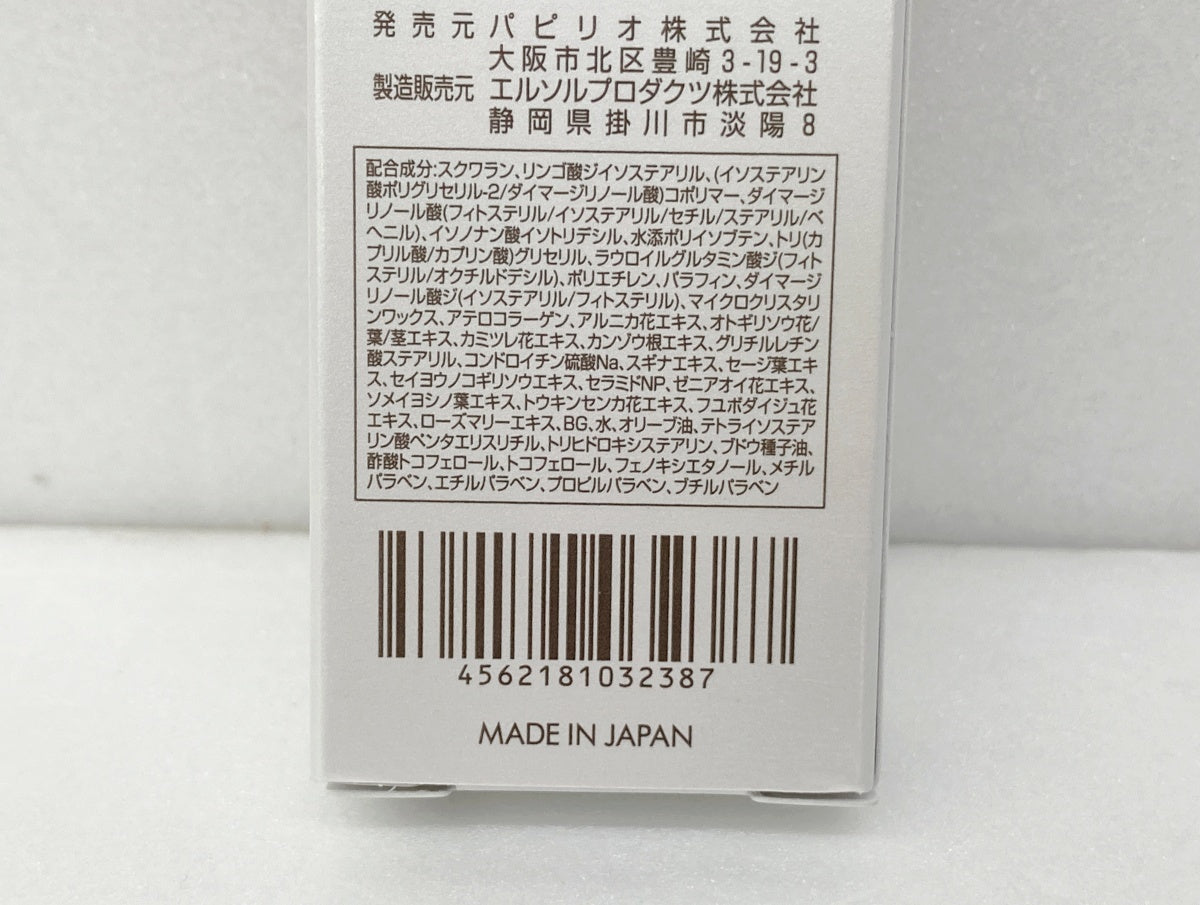 発売元 パピリオ株式会社
大阪市北区豊崎3-19-3
製造販売元 エルソルプロダクツ株式会社
静岡県掛川市淡陽8
配合成分:スクワラン、リンゴ酸ジイソステアリル、(イソステアリン
酸ポリグリセリル-2/ダイマージリノール酸)コポリマー、ダイマージ
リノール酸(フィトステリル/イソステアリル/セチル/ステアリル/ベ
ヘニル)、イソノナン酸イソトリデシル、水添ポリイソブテン、トリ(カ
プリル酸/カプリン酸)グリセリル、ラウロイルグルタミン酸ジ(フィト
ステリル/オクチルドデシル)、ポリエチレン、パラフィン、ダイマージ
リノール酸ジ(イソステアリル/フィトステリル)、マイクロクリスタリ
ンワックス、アテロコラーゲン、アルニカ花エキス、オトギリソウ花/
葉/茎エキス、カミツレ花エキス、カンゾウ根エキス、グリチルレチン
酸ステアリル、コンドロイチン硫酸Na、スギナエキス、セージ葉エキ
ス、セイヨウノコギリソウエキス、セラミドNP、ゼニアオイ花エキス、
ソメイヨシノ葉エキス、トウキンセンカ花エキス、フユボダイジュ花
エキス、ローズマリーエキス、BG、水、オリーブ油、テトライソステア
リン酸ペンタエリスリチル、トリヒドロキシステアリン、ブドウ種子油、
酢酸トコフェロール、トコフェロール、フェノキシエタノール、メチル
パラベン、エチルパラベン、プロピルパラベン、ブチルパラベン
4562181032387
MADE IN JAPAN